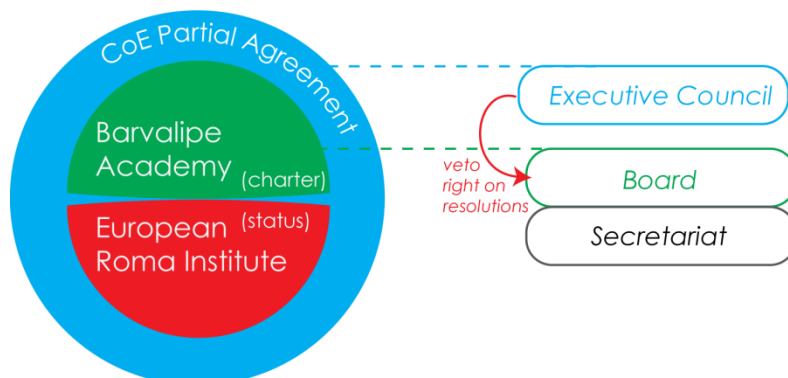 CoE Partial Agreement
Barvalipe
Academy
(charter)
European
(status)
Roma Institute
Executive Council
veto
right on
resolutions
Board
Secretariat